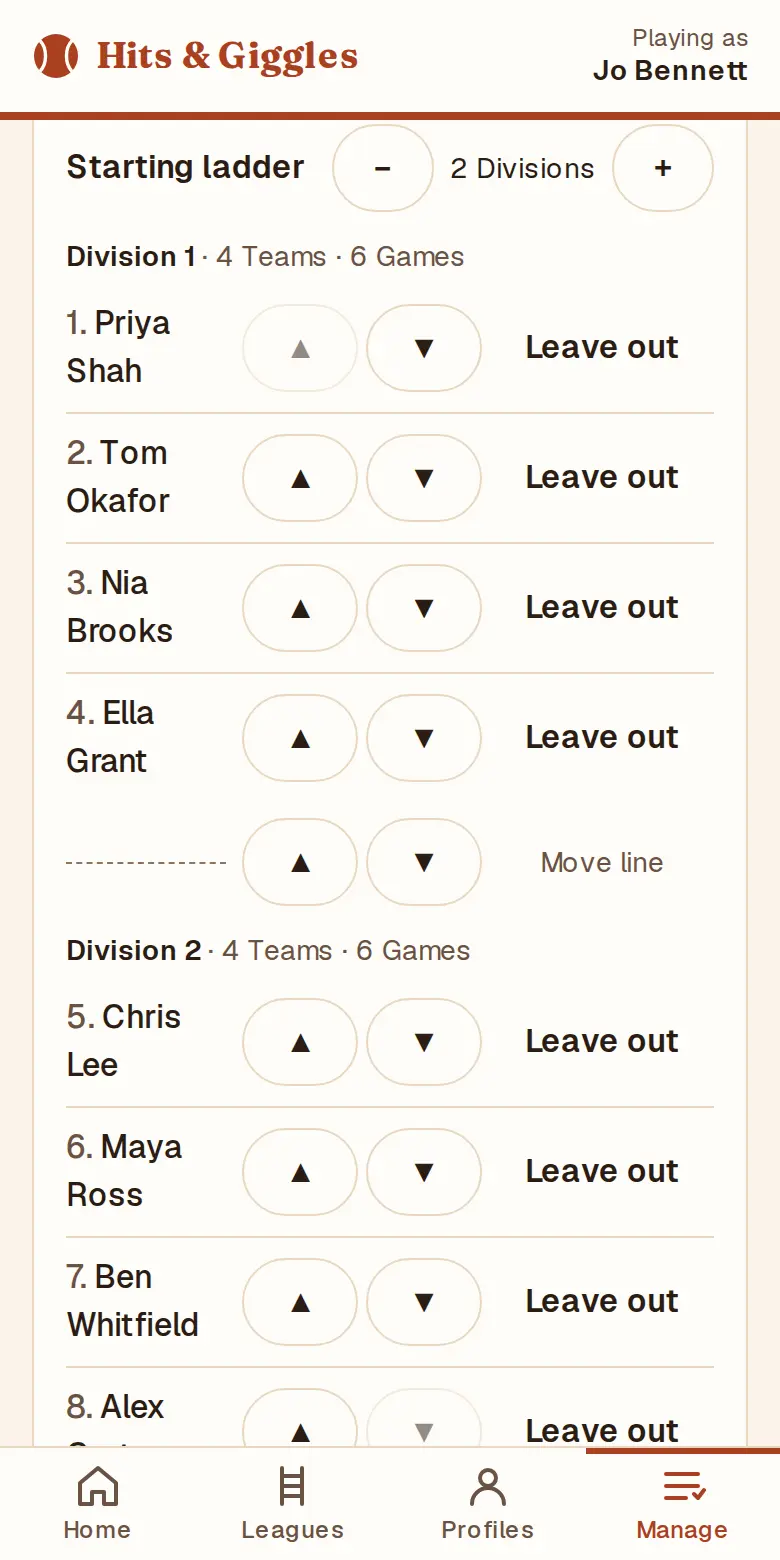 Hits & Giggles
Playing as
Jo Bennett
Starting ladder – 2 Divisions +
Division 1 · 4 Teams · 6 Games
1. Priya
Shah
▲ ▼ Leave out
2. Tom
Okafor
▲ ▼ Leave out
3. Nia
Brooks
▲ ▼ Leave out
4. Ella
Grant
▲ ▼ Leave out
▲ ▼ Move line
Division 2 · 4 Teams · 6 Games
5. Chris
Lee
▲ ▼ Leave out
6. Maya
Ross
▲ ▼ Leave out
7. Ben
Whitfield
▲ ▼ Leave out
8. Alex
▲ ▼ Leave out
Home Leagues Profiles Manage